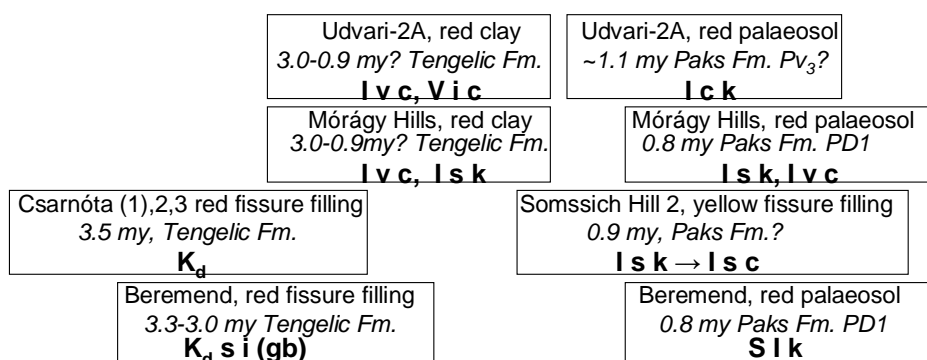 Udvari-2A, red clay
3.0-0.9 my? Tengelic Fm.
I v c, V i c
Udvari-2A, red palaeosol
~1.1 my Paks Fm. Pv3?
I c k
Mórágy Hills, red clay
3.0-0.9my? Tengelic Fm.
I v c, I s k
Mórágy Hills, red palaeosol
0.8 my Paks Fm. PD1
I s k, I v c
Csarnóta (1),2,3 red fissure filling
3.5 my, Tengelic Fm.
Kd
Somssich Hill 2, yellow fissure filling
0.9 my, Paks Fm.?
I s k → I s c
Beremend, red fissure filling
3.3-3.0 my Tengelic Fm.
Kd s i (gb)
Beremend, red palaeosol
0.8 my Paks Fm. PD1
S I k